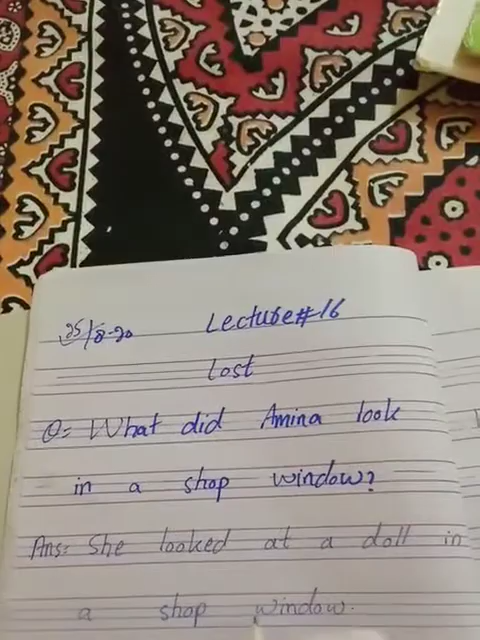 25/8-20 Lecture#16
Lost
Q= What did Amina look
in a shop window?
Ans: She looked at a doll in
a shop window.